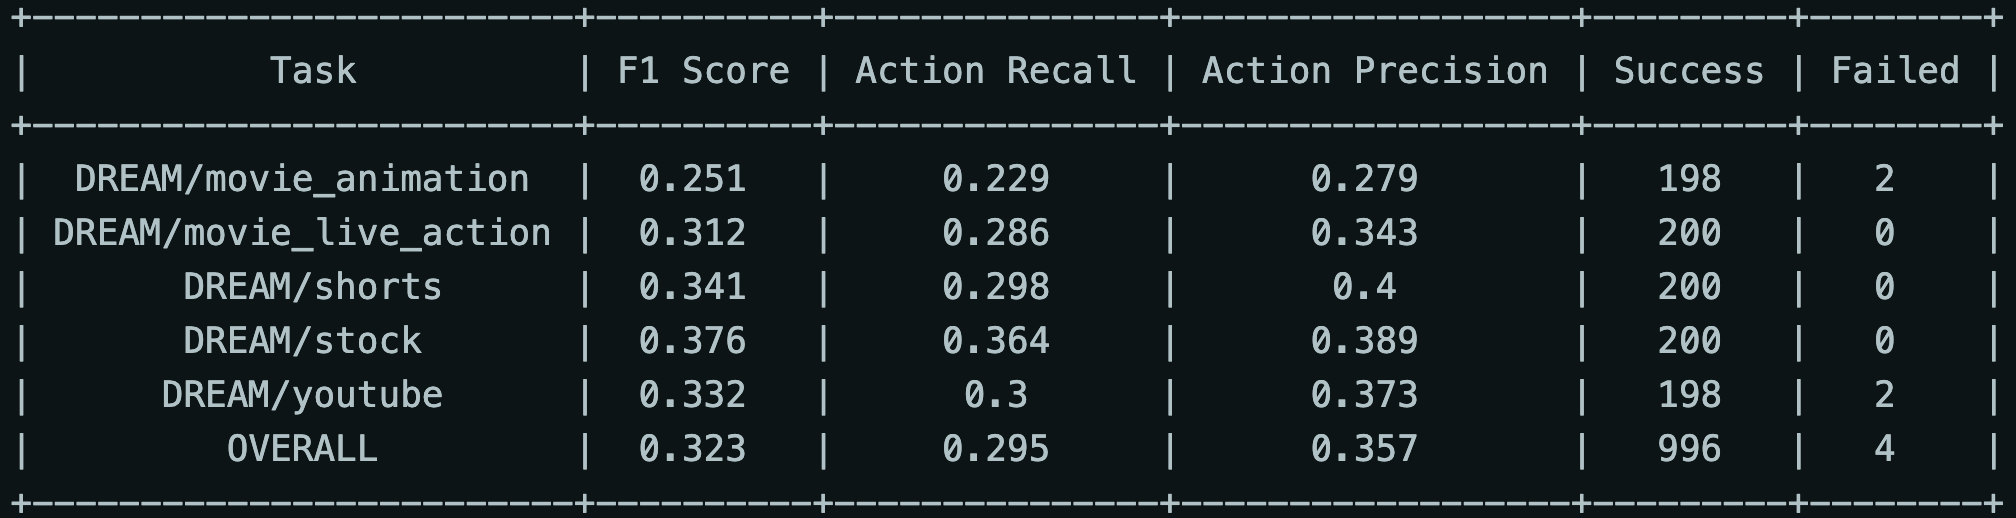 +-------------------------+----------+---------------+------------------+---------+--------+
|          Task           | F1 Score | Action Recall | Action Precision | Success | Failed |
+-------------------------+----------+---------------+------------------+---------+--------+
|  DREAM/movie_animation  |  0.251   |     0.229     |      0.279       |   198   |   2    |
| DREAM/movie_live_action |  0.312   |     0.286     |      0.343       |   200   |   0    |
|       DREAM/shorts      |  0.341   |     0.298     |       0.4        |   200   |   0    |
|       DREAM/stock       |  0.376   |     0.364     |      0.389       |   200   |   0    |
|      DREAM/youtube      |  0.332   |      0.3      |      0.373       |   198   |   2    |
|         OVERALL         |  0.323   |     0.295     |      0.357       |   996   |   4    |
+-------------------------+----------+---------------+------------------+---------+--------+